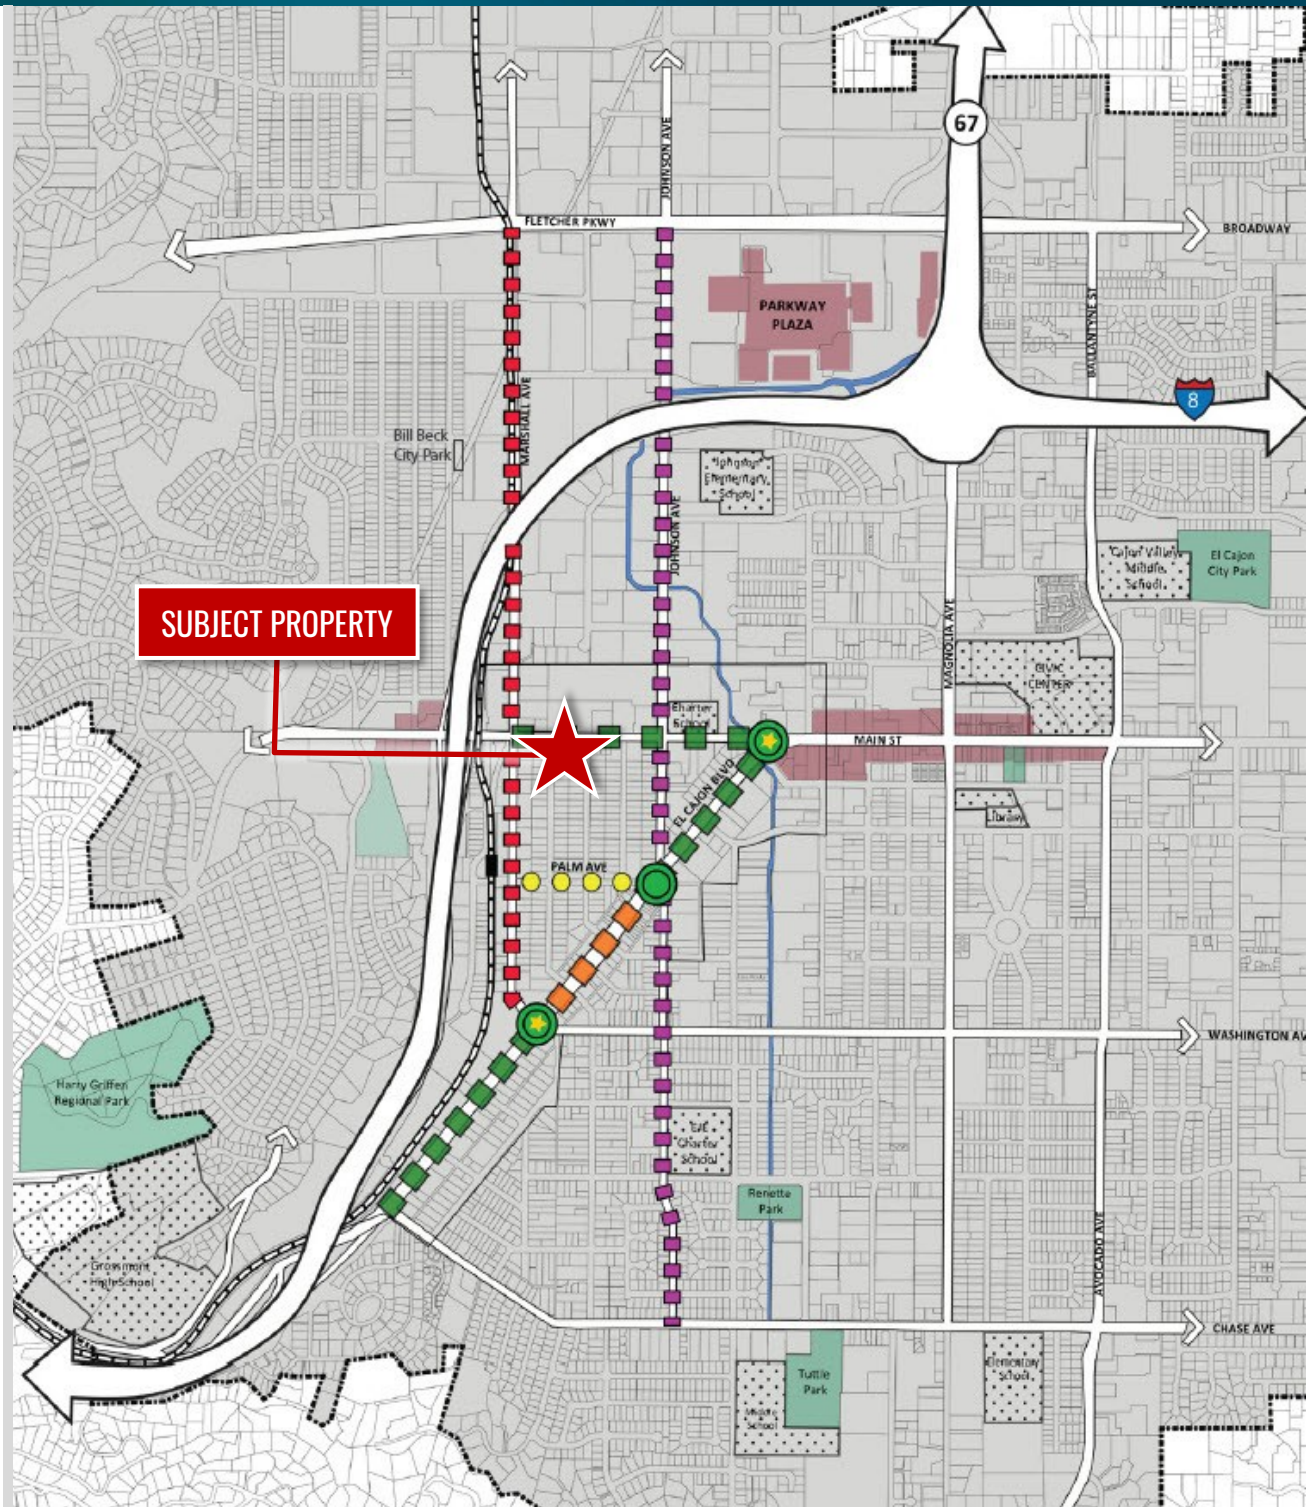 67
JOHNSON AVE
FLETCHER PKWY
BROADWAY
PARKWAY
PLAZA
BALLANTYNE ST
8
MARSHALL AVE
Bill Beck
City Park
Johnson
Elementary
School
JOHNSON AVE
Cajon Valley
Middle
School
El Cajon
City Park
SUBJECT PROPERTY
MAGNOLIA AVE
CIVIC
CENTER
Charter
School
MAIN ST
EL CAJON BLVD
Library
PALM AVE
WASHINGTON AV
Harry Griffen
Regional Park
Charter
School
Renette
Park
Grossmont
High School
AVOCADO AVE
CHASE AVE
Elementary
School
Tuttle
Park
Middle
School